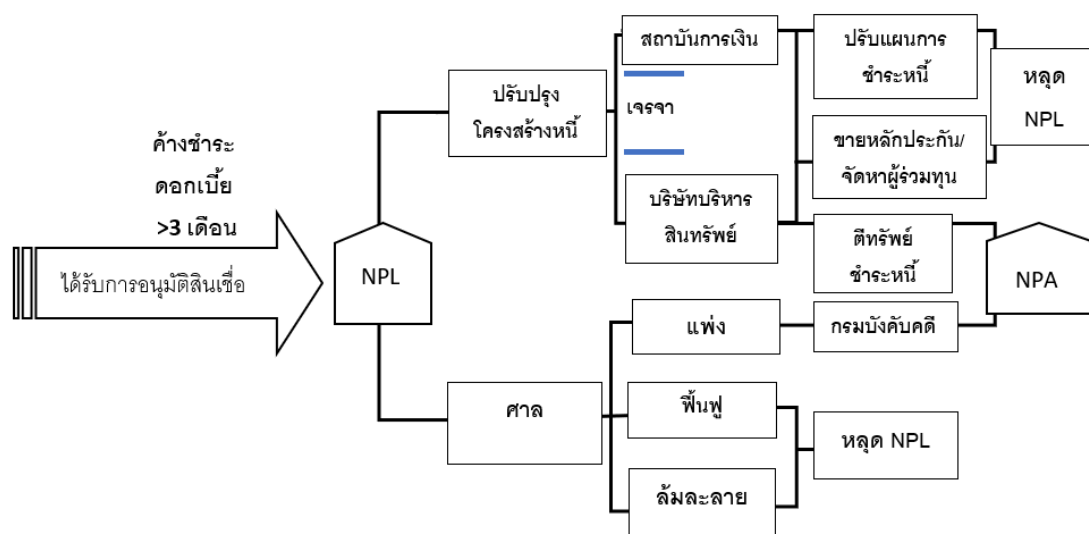 ค้างชำระ
ดอกเบี้ย
>3 เดือน
ได้รับการอนุมัติสินเชื่อ
NPL
ปรับปรุง
โครงสร้างหนี้
ศาล
สถาบันการเงิน
เจรจา
บริษัทบริหาร
สินทรัพย์
แพ่ง
ฟื้นฟู
ล้มละลาย
ปรับแผนการ
ชำระหนี้
ขายหลักประกัน/
จัดหาผู้ร่วมทุน
ตีทรัพย์
ชำระหนี้
กรมบังคับคดี
หลุด NPL
หลุด
NPL
NPA